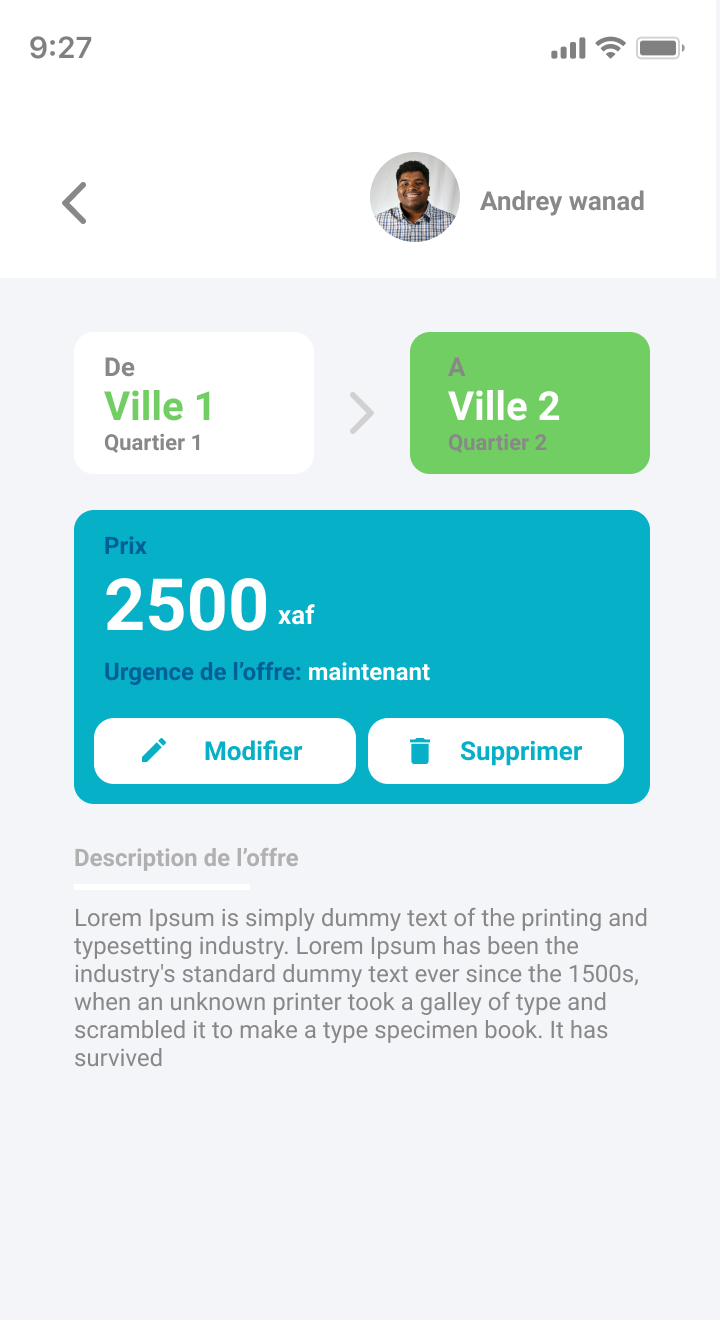 9:27
Andrey wanad
De
Ville 1
Quartier 1
A
Ville 2
Quartier 2
Prix
2500 xaf
Urgence de l’offre: maintenant
Modifier
Supprimer
Description de l’offre
Lorem Ipsum is simply dummy text of the printing and
typesetting industry. Lorem Ipsum has been the
industry's standard dummy text ever since the 1500s,
when an unknown printer took a galley of type and
scrambled it to make a type specimen book. It has
survived